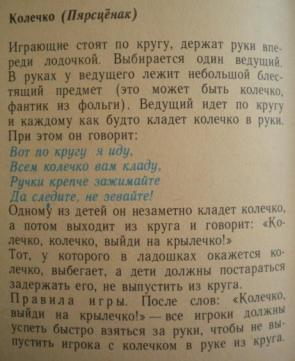 Колечко (Пярсцёнак)
Играющие стоят по кругу, держат руки впе-
реди лодочкой. Выбирается один ведущий.
В руках у ведущего лежит небольшой блес-
тящий предмет (это может быть колечко,
фантик из фольги). Ведущий идет по кругу
и каждому как будто кладет колечко в руки.
При этом он говорит:
Вот по кругу я иду,
Всем колечко вам кладу,
Ручки крепче зажимайте
Да следите, не зевайте!
Одному из детей он незаметно кладет колечко,
а потом выходит из круга и говорит: «Ко-
лечко, колечко, выйди на крылечко!»
Тот, у которого в ладошках окажется ко-
лечко, выбегает, а дети должны постараться
задержать его, не выпустить из круга.
Правила игры. После слов: «Колечко,
выйди на крылечко!» — все игроки должны
успеть быстро взяться за руки, чтобы не вы-
пустить игрока с колечком в руке из круга.